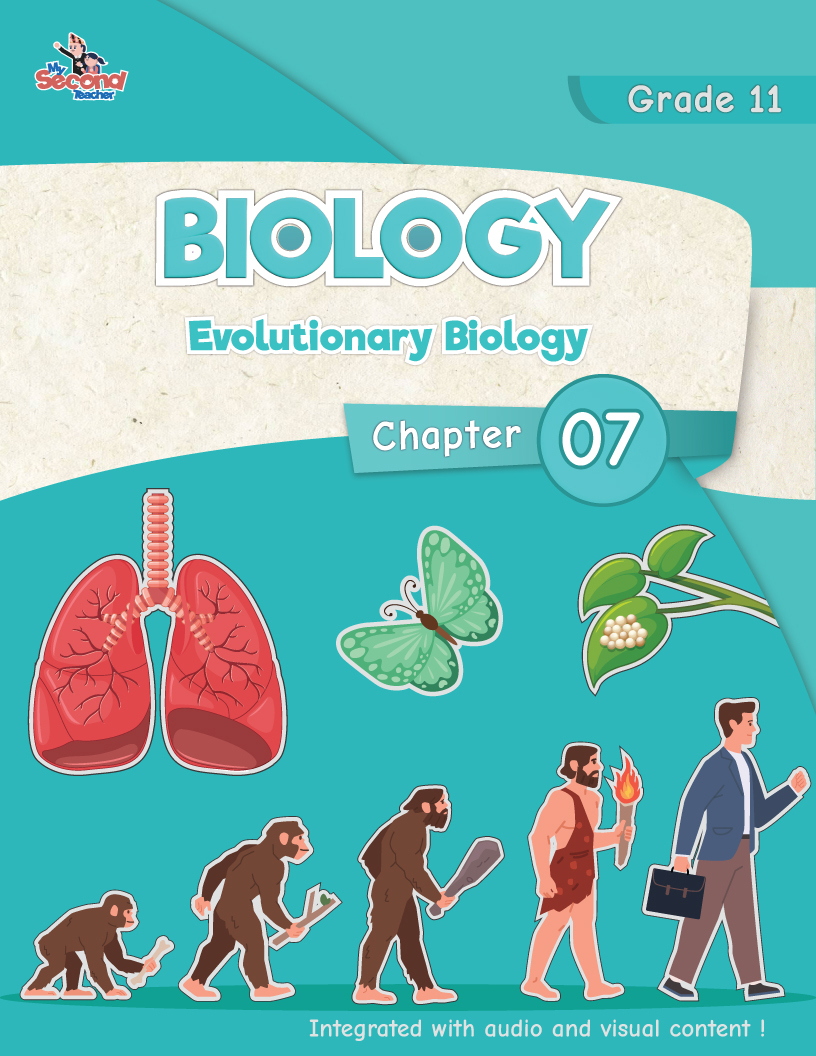 My
Second
Teacher
Grade 11
BIOLOGY
Evolutionary Biology
Chapter 07
Integrated with audio and visual content !